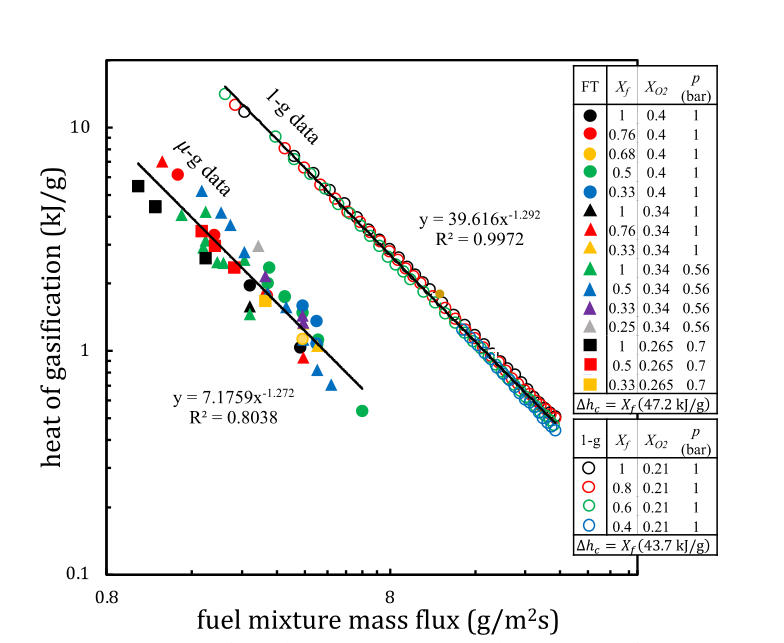 FT X_f X_O2 p (bar)
1 0.4 1
0.76 0.4 1
0.68 0.4 1
0.5 0.4 1
0.33 0.4 1
1 0.34 1
0.76 0.34 1
0.33 0.34 1
1 0.34 0.56
0.5 0.34 0.56
0.33 0.34 0.56
0.25 0.34 0.56
1 0.265 0.7
0.5 0.265 0.7
0.33 0.265 0.7
Δh_c = X_f (47.2 kJ/g)
1-g X_f X_O2 p (bar)
1 0.21 1
0.8 0.21 1
0.6 0.21 1
0.4 0.21 1
Δh_c = X_f (43.7 kJ/g)
1-g data
μ-g data
y = 39.616x^-1.292
R² = 0.9972
y = 7.1759x^-1.272
R² = 0.8038
heat of gasification (kJ/g)
10
1
0.1
0.8
8
fuel mixture mass flux (g/m²s)